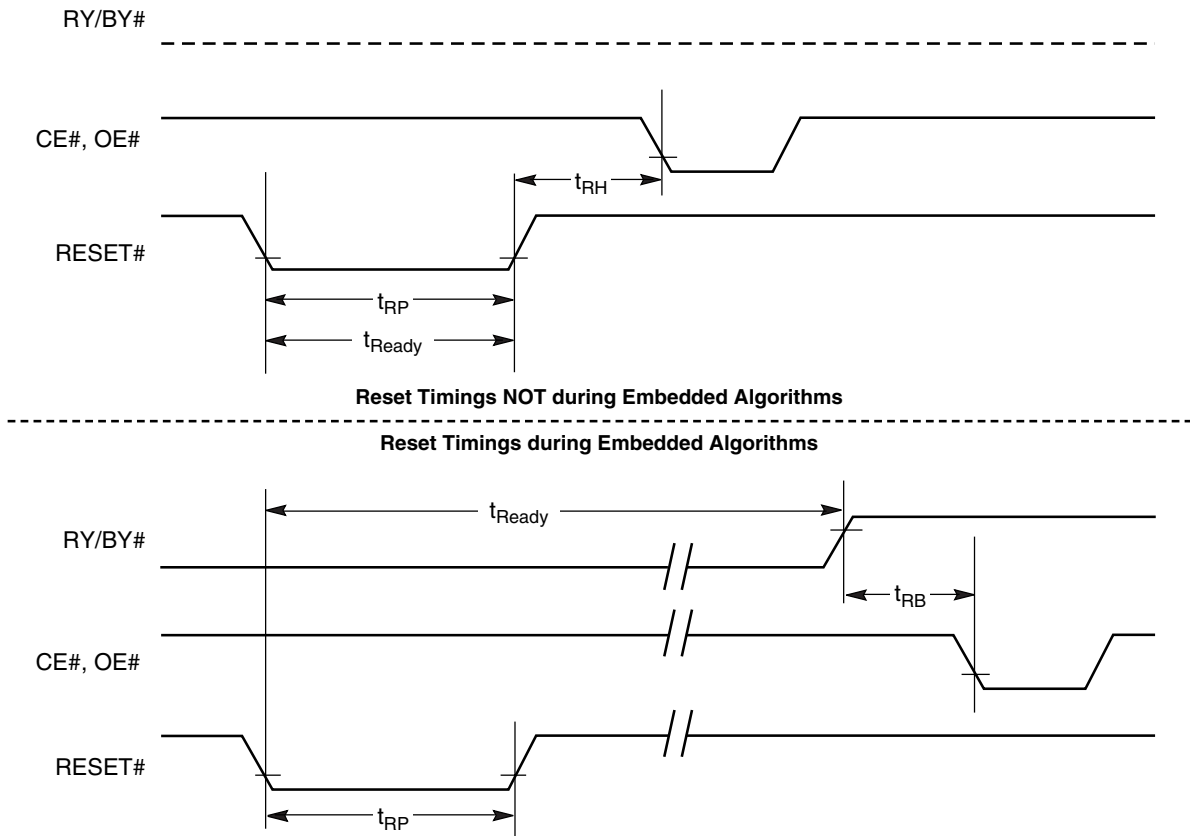 RY/BY#
CE#, OE#
tRH
RESET#
tRP
tReady
Reset Timings NOT during Embedded Algorithms
Reset Timings during Embedded Algorithms
tReady
RY/BY#
tRB
CE#, OE#
RESET#
tRP